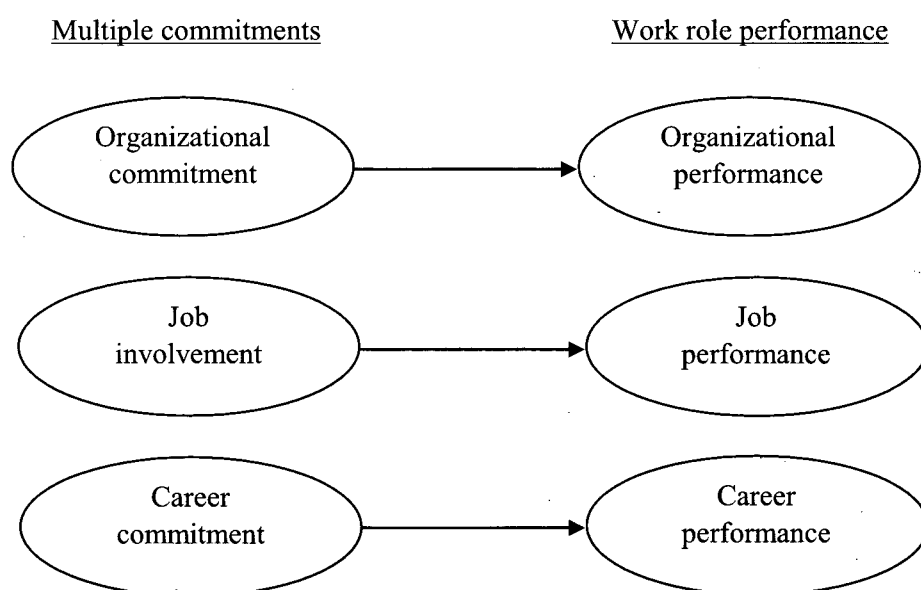 Multiple commitments
Work role performance
Organizational
commitment
Organizational
performance
Job
involvement
Job
performance
Career
commitment
Career
performance